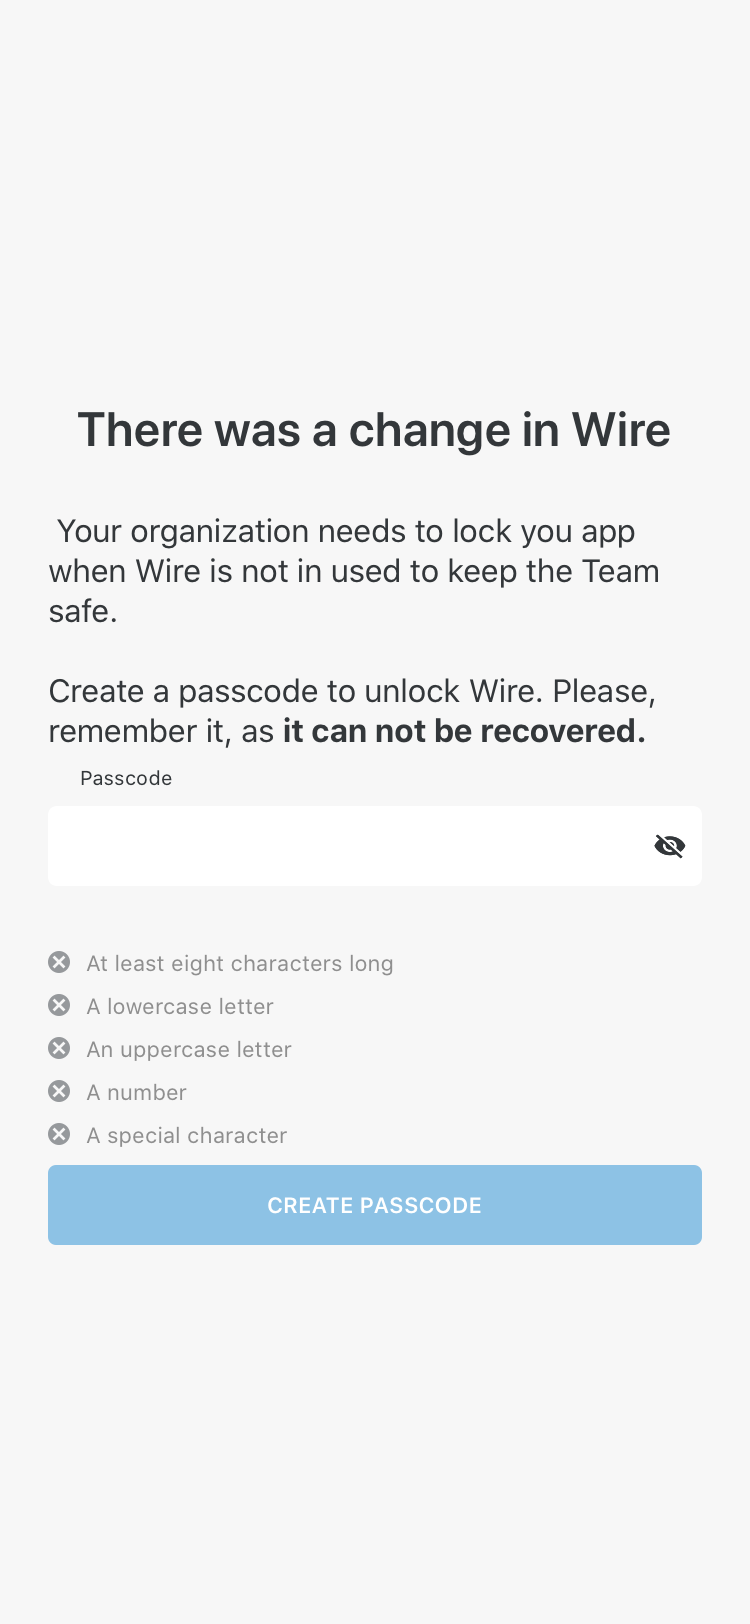 There was a change in Wire
Your organization needs to lock you app
when Wire is not in used to keep the Team
safe.
Create a passcode to unlock Wire. Please,
remember it, as it can not be recovered.
Passcode
At least eight characters long
A lowercase letter
An uppercase letter
A number
A special character
CREATE PASSCODE